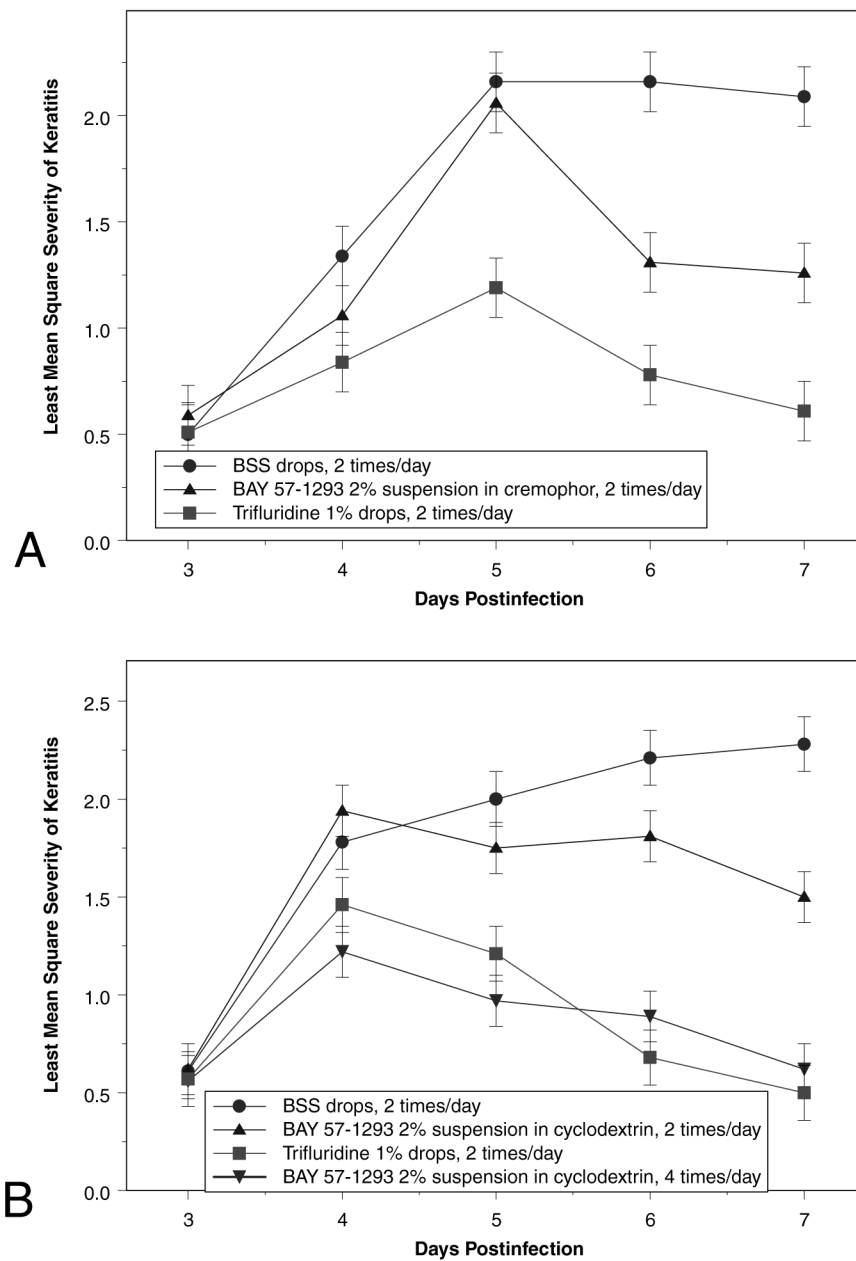 Least Mean Square Severity of Keratitis
2.0
1.5
1.0
0.5
0.0
BSS drops, 2 times/day
BAY 57-1293 2% suspension in cremophor, 2 times/day
Trifluridine 1% drops, 2 times/day
A
3 4 5 6 7
Days Postinfection
Least Mean Square Severity of Keratitis
2.5
2.0
1.5
1.0
0.5
0.0
BSS drops, 2 times/day
BAY 57-1293 2% suspension in cyclodextrin, 2 times/day
Trifluridine 1% drops, 2 times/day
BAY 57-1293 2% suspension in cyclodextrin, 4 times/day
B
3 4 5 6 7
Days Postinfection